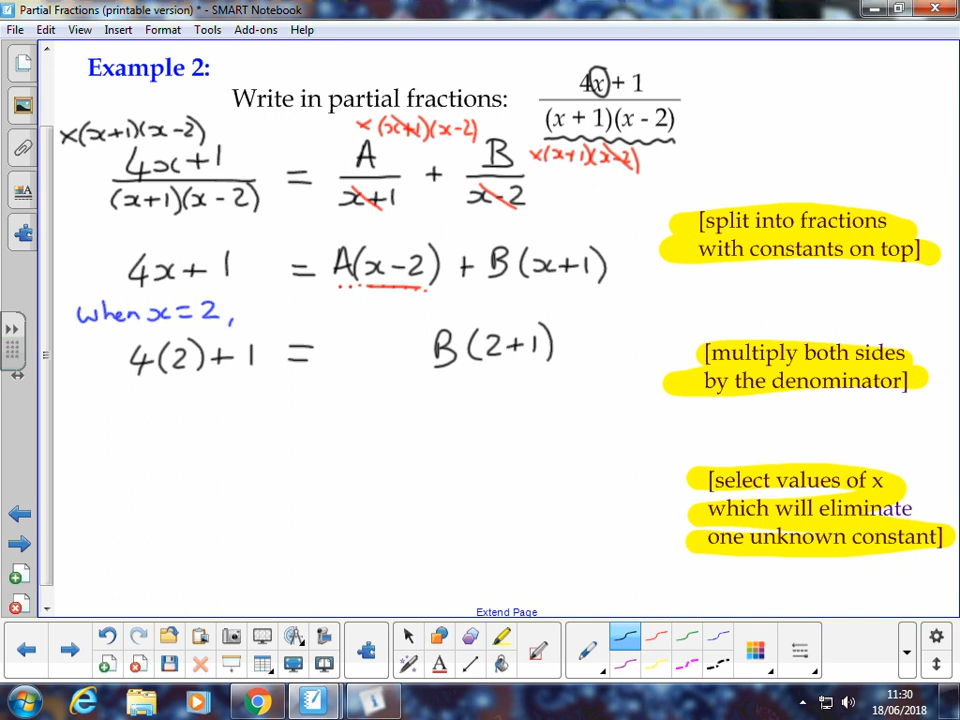 Partial Fractions (printable version) * - SMART Notebook
File Edit View Insert Format Tools Add-ons Help
Example 2:
Write in partial fractions:
4x + 1
(x + 1)(x - 2)
×(x+1)(x-2)
×(x+1)(x-2)
×(x+1)(x-2)
4x+1 = A + B
(x+1)(x-2) x+1 x-2
[split into fractions
with constants on top]
4x+1 = A(x-2) + B(x+1)
when x = 2,
4(2)+1 = B(2+1)
[multiply both sides
by the denominator]
[select values of x
which will eliminate
one unknown constant]
Extend Page
11:30
18/06/2018